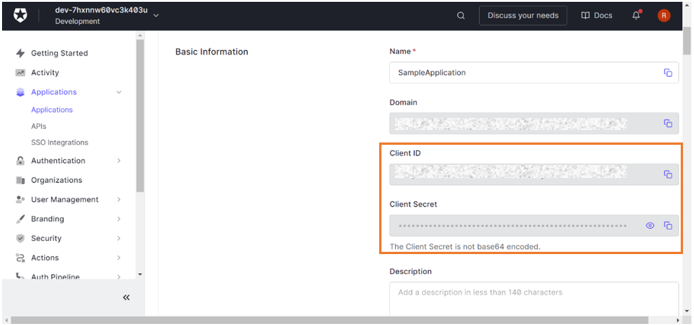 dev-7hxnnw60vc3k403u
Development
Discuss your needs
Docs
R
Getting Started
Activity
Applications
Applications
APIs
SSO Integrations
Authentication
Organizations
User Management
Branding
Security
Actions
Auth Pipeline
Basic Information
Name *
SampleApplication
Domain
Client ID
Client Secret
The Client Secret is not base64 encoded.
Description
Add a description in less than 140 characters